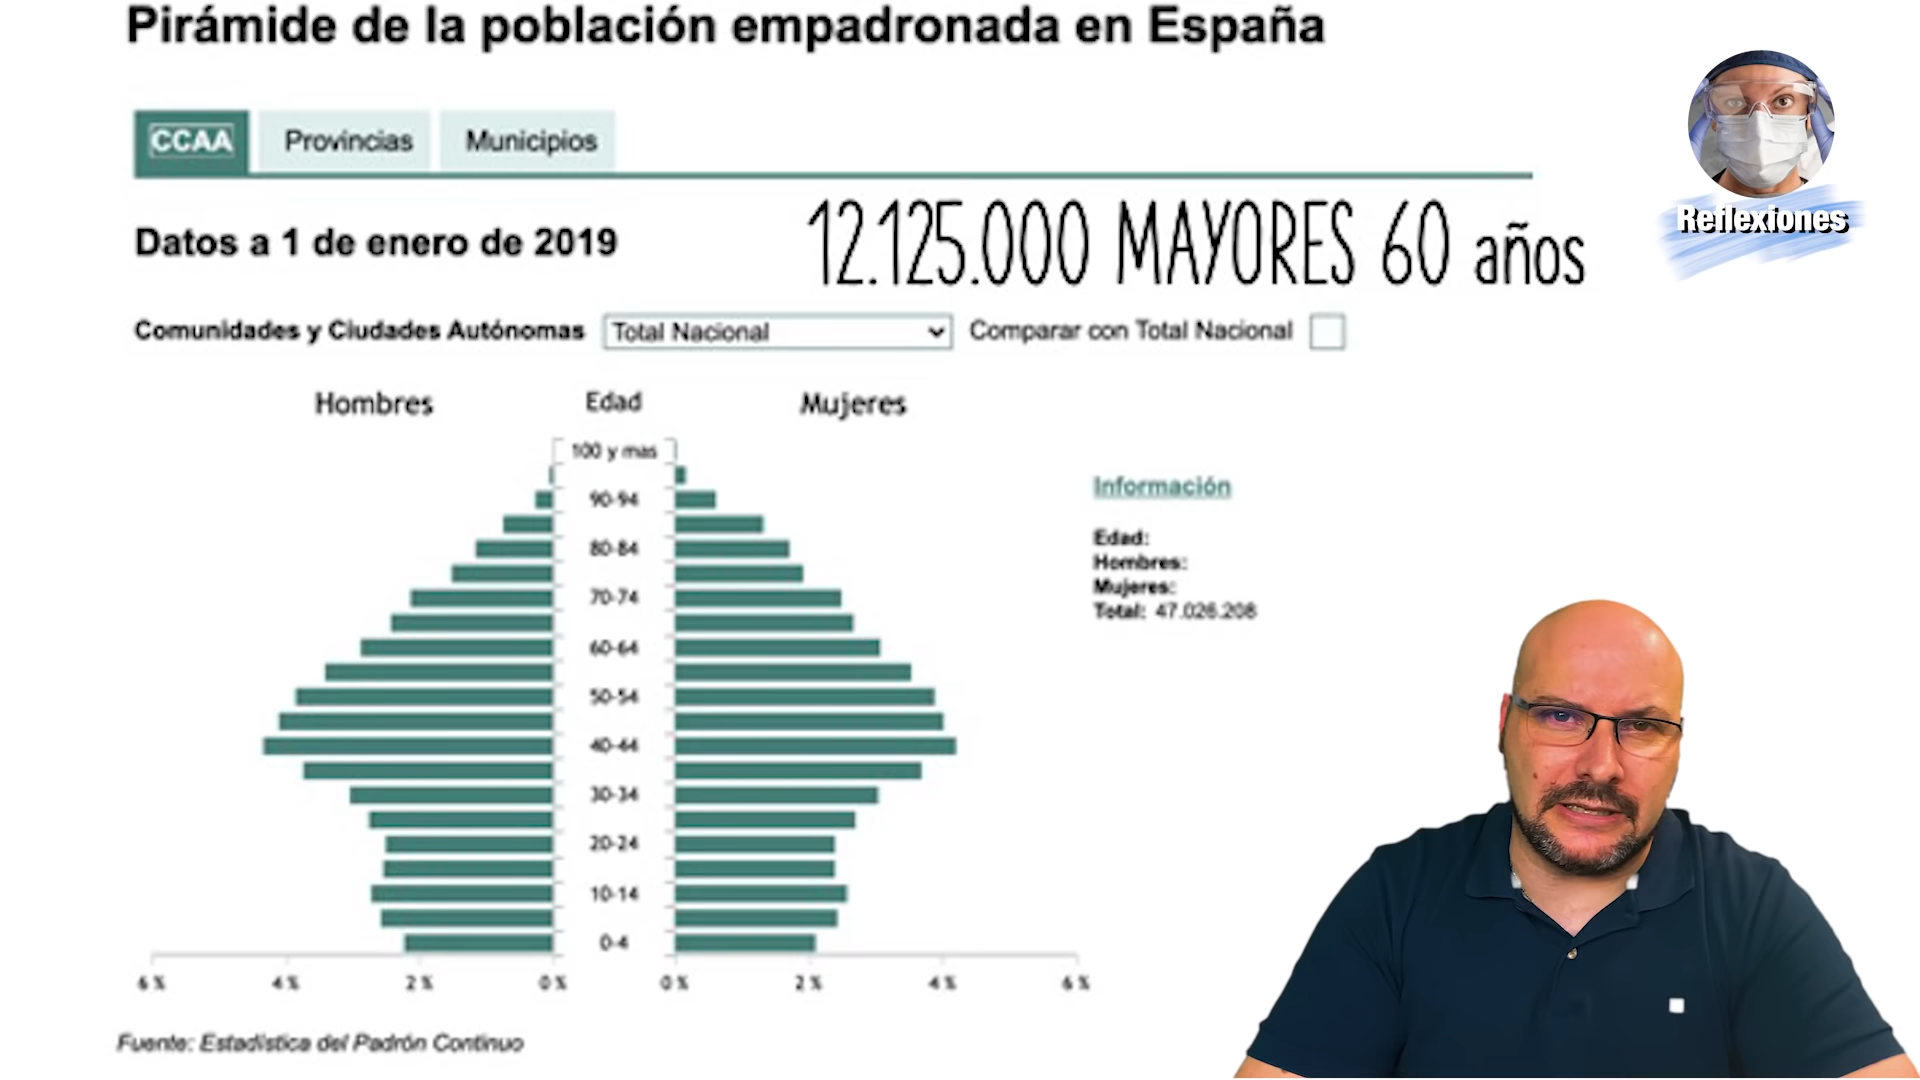 Pirámide de la población empadronada en España
CCAA Provincias Municipios
Reflexiones
Datos a 1 de enero de 2019
12.125.000 MAYORES 60 años
Comunidades y Ciudades Autónomas Total Nacional Comparar con Total Nacional
Hombres Edad Mujeres
100 y mas
90-94
80-84
70-74
60-64
50-54
40-44
30-34
20-24
10-14
0-4
6% 4% 2% 0% 0% 2% 4% 6%
Información
Edad:
Hombres:
Mujeres:
Total: 47.026.208
Fuente: Estadística del Padrón Continuo